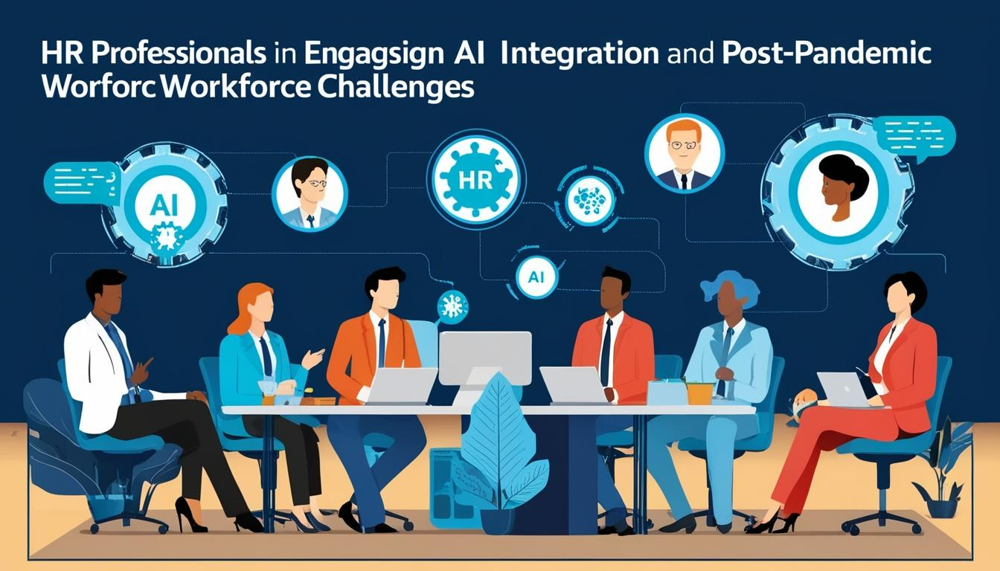 HR Professionals in Engagsign AI Integration and Post-Pandemic
Worforc Workforce Challenges
AI
HR
AI